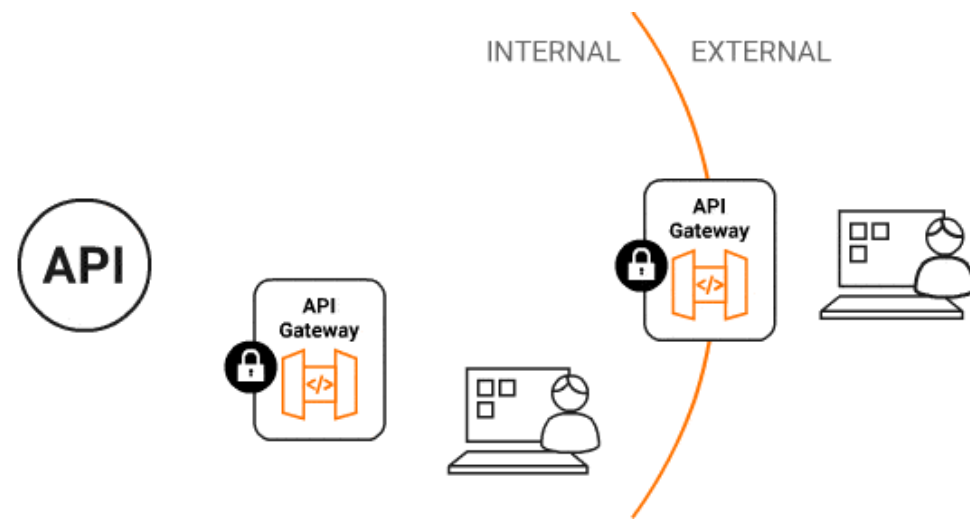 INTERNAL
EXTERNAL
API
Gateway
</>
API
API
Gateway
</>